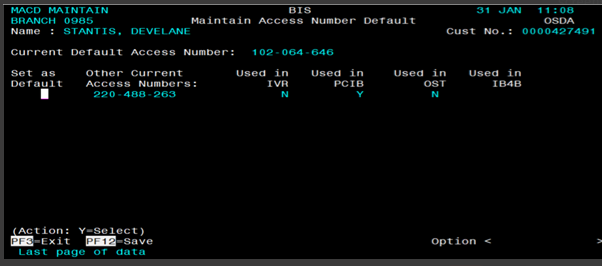 MACD MAINTAIN BIS 31 JAN 11:08
BRANCH 0985 Maintain Access Number Default OSDA
Name : STANTIS, DEVELANE Cust No.: 0000427491
Current Default Access Number: 102-064-646
Set as Other Current Used in Used in Used in Used in
Default Access Numbers: IVR PCIB OST IB4B
220-488-263 N Y N
(Action: Y=Select)
PF3=Exit PF12=Save Option < >
Last page of data